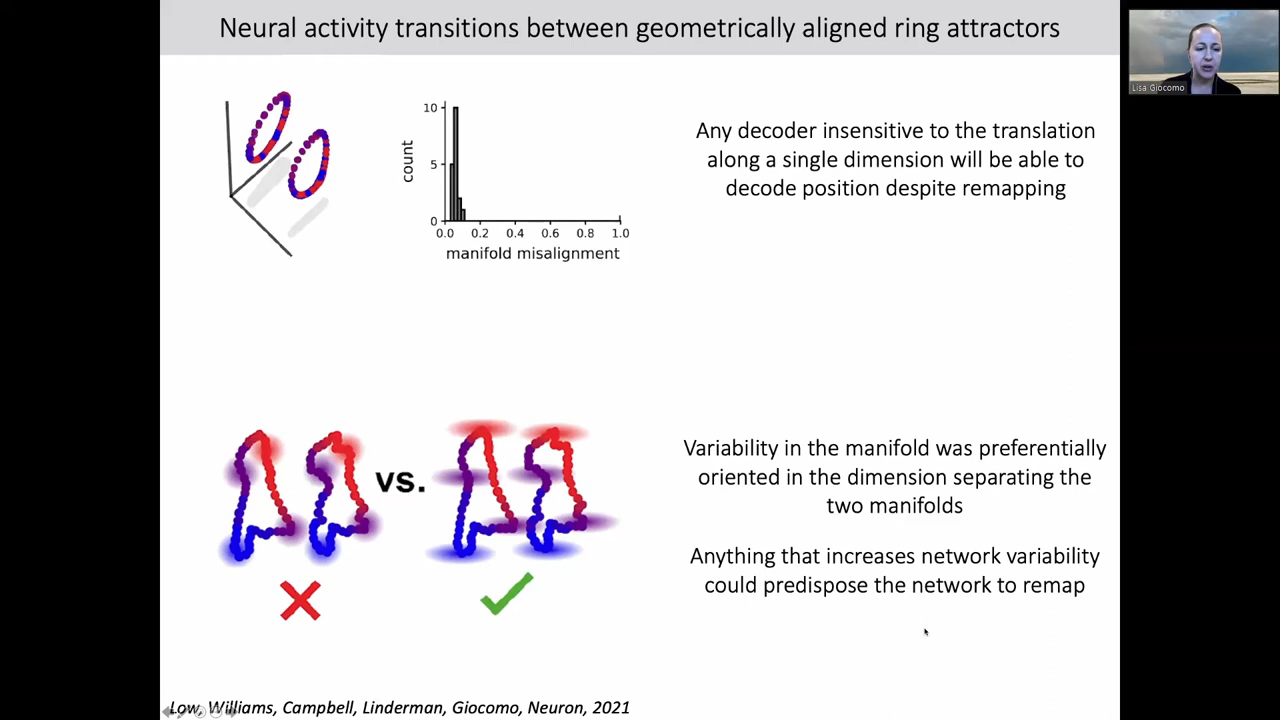 Neural activity transitions between geometrically aligned ring attractors
Lisa Giocomo
10
5
0
count
0.0 0.2 0.4 0.6 0.8 1.0
manifold misalignment
Any decoder insensitive to the translation
along a single dimension will be able to
decode position despite remapping
vs.
Variability in the manifold was preferentially
oriented in the dimension separating the
two manifolds
Anything that increases network variability
could predispose the network to remap
Low, Williams, Campbell, Linderman, Giocomo, Neuron, 2021